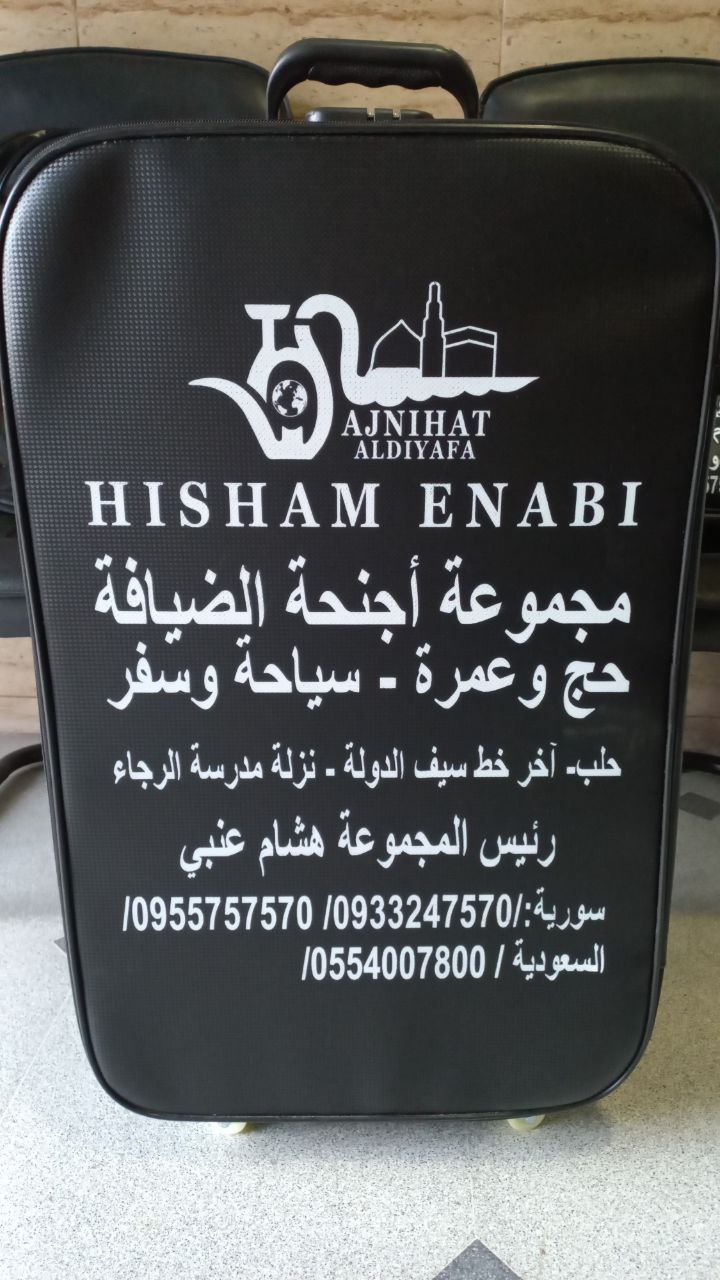 AJNIHAT
ALDIYAFA
HISHAM ENABI
مجموعة أجنحة الضيافة
حج وعمرة - سياحة وسفر
حلب- آخر خط سيف الدولة - نزلة مدرسة الرجاء
رئيس المجموعة هشام عنبي
سورية:/0933247570/ 0955757570/
السعودية / 0554007800/